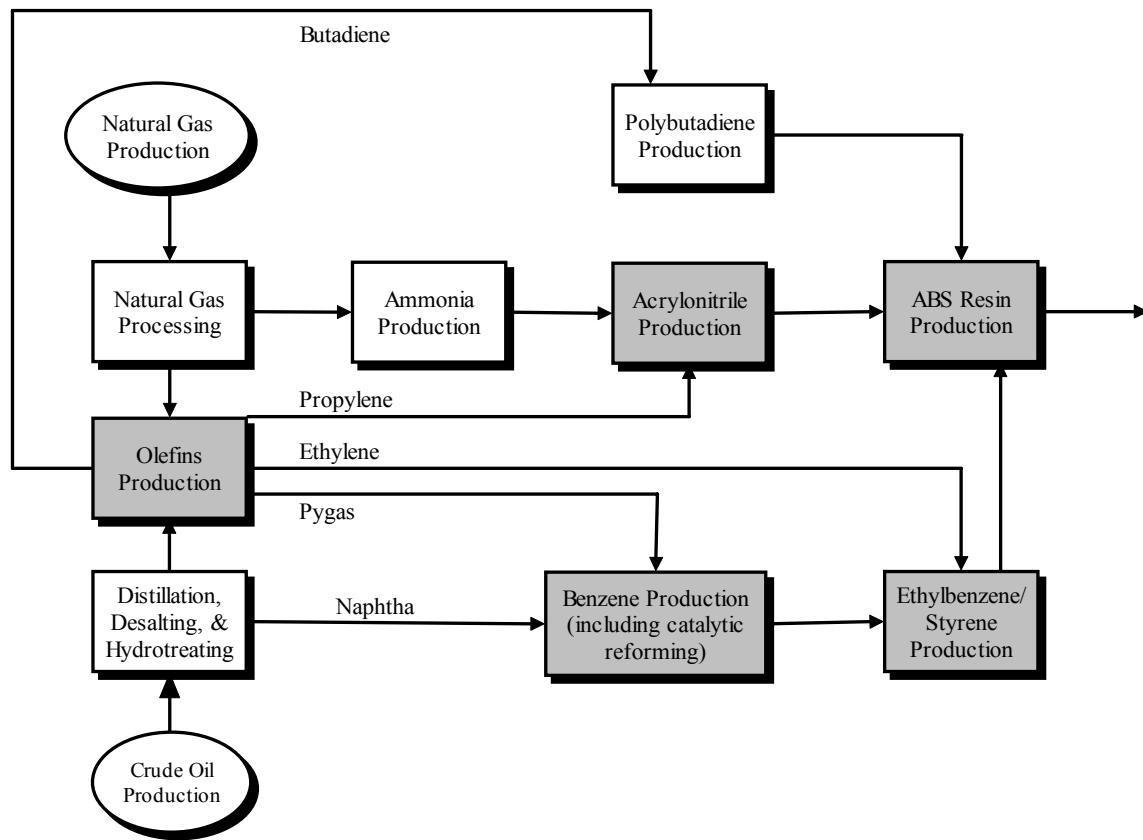 Butadiene
Natural Gas
Production
Polybutadiene
Production
Natural Gas
Processing
Ammonia
Production
Acrylonitrile
Production
ABS Resin
Production
Propylene
Olefins
Production
Ethylene
Pygas
Distillation,
Desalting, &
Hydrotreating
Naphtha
Benzene Production
(including catalytic
reforming)
Ethylbenzene/
Styrene
Production
Crude Oil
Production